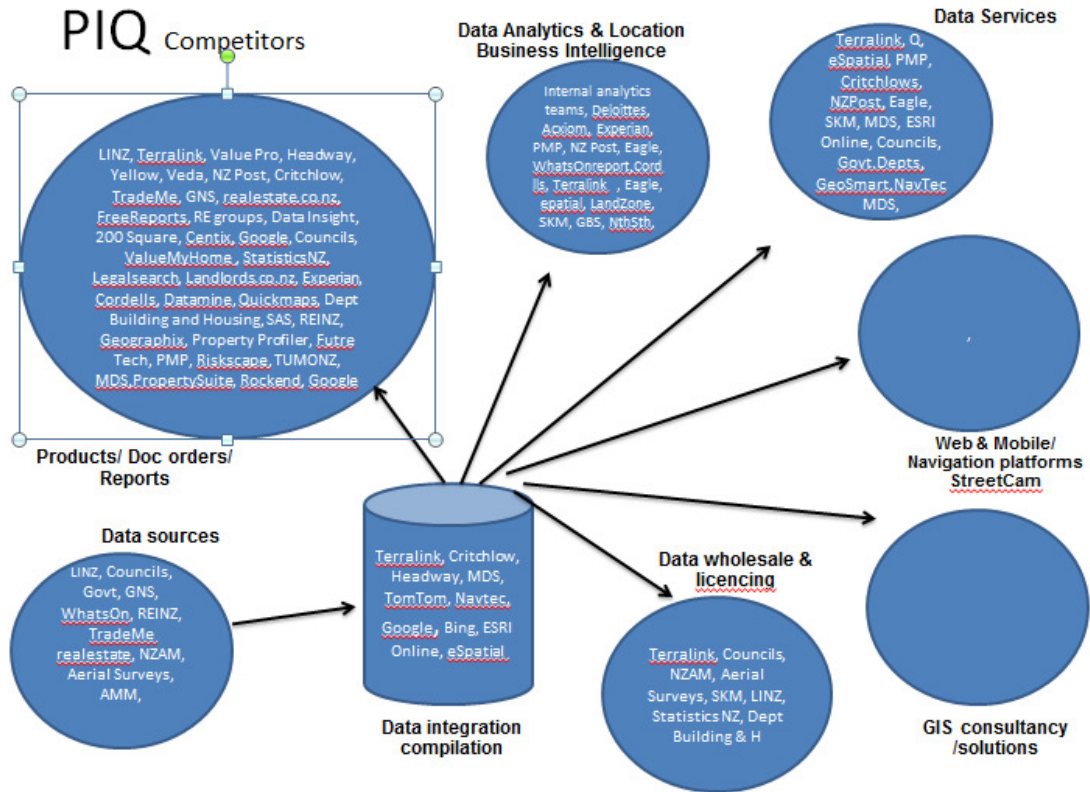 PIQ Competitors
Data Analytics & Location
Business Intelligence
Data Services
LINZ, Terralink, Value Pro, Headway,
Yellow, Veda, NZ Post, Critchlow,
TradeMe, GNS, realestate.co.nz,
FreeReports, RE groups, Data Insight,
200 Square, Centix, Google, Councils,
ValueMyHome , StatisticsNZ,
Legalsearch, Landlords.co.nz, Experian,
Cordells, Datamine, Quickmaps, Dept
Building and Housing, SAS, REINZ,
Geographix, Property Profiler, Futre
Tech, PMP, Riskscape, TUMONZ,
MDS,PropertySuite, Rockend, Google
Products/ Doc orders/
Reports
Internal analytics
teams, Deloittes,
Acxiom, Experian,
PMP, NZ Post, Eagle,
WhatsOnreport,Cord
lls, Terralink , Eagle,
epatial, LandZone,
SKM, GBS, NthSth,
Terralink, Q,
eSpatial, PMP,
Critchlows,
NZPost, Eagle,
SKM, MDS, ESRI
Online, Councils,
Govt.Depts,
GeoSmart,NavTec
MDS,
,
Web & Mobile/
Navigation platforms
StreetCam
Data sources
LINZ, Councils,
Govt, GNS,
WhatsOn, REINZ,
TradeMe
realestate, NZAM,
Aerial Surveys,
AMM,
Terralink, Critchlow,
Headway, MDS,
TomTom, Navtec,
Google, Bing, ESRI
Online, eSpatial
Data integration
compilation
Data wholesale &
licencing
Terralink, Councils,
NZAM, Aerial
Surveys, SKM, LINZ,
Statistics NZ, Dept
Building & H
GIS consultancy
/solutions